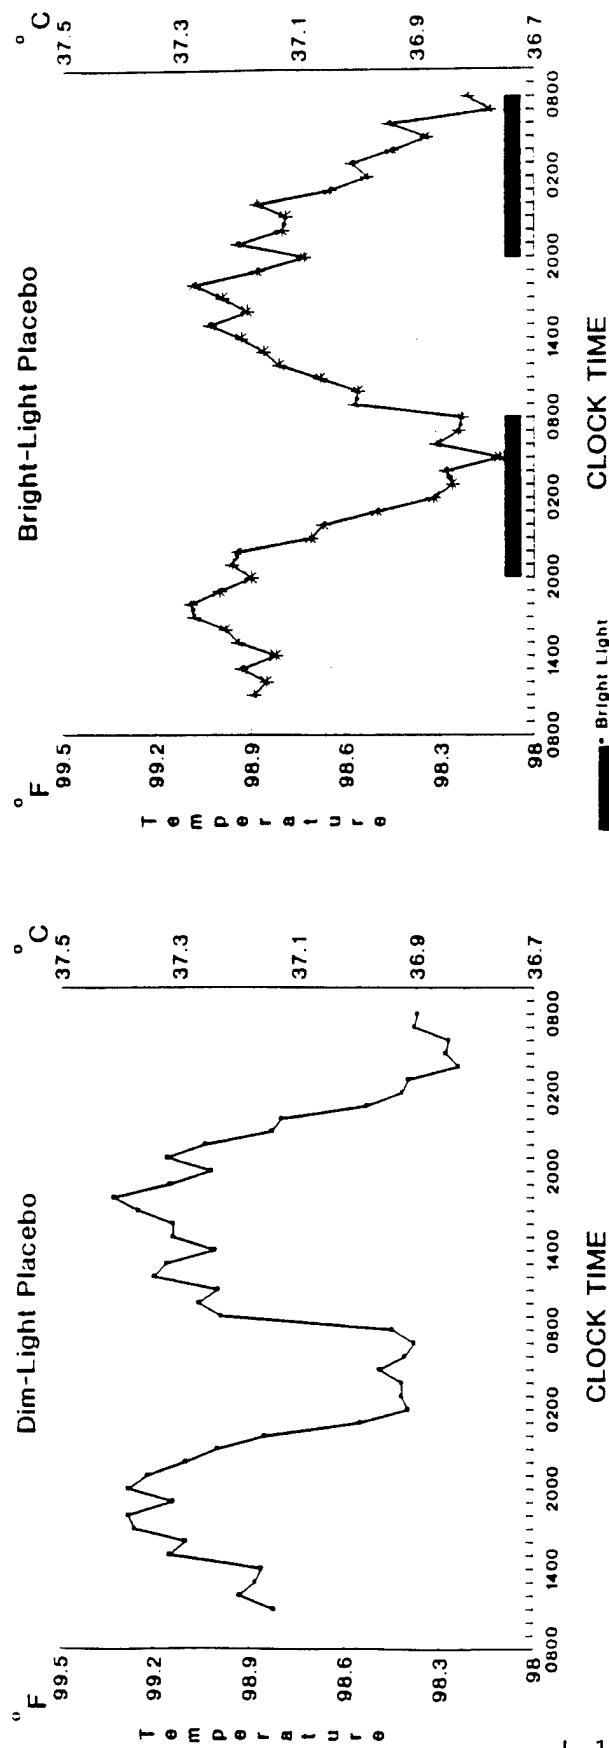 Dim-Light Placebo
° F
° C
99.5
99.2
98.9
98.6
98.3
98
Temperature
37.5
37.3
37.1
36.9
36.7
0800 1400 2000 0200 0800 1400 2000 0200 0800
CLOCK TIME
Bright-Light Placebo
° F
° C
99.5
99.2
98.9
98.6
98.3
98
Temperature
37.5
37.3
37.1
36.9
36.7
0800 1400 2000 0200 0800 1400 2000 0200 0800
CLOCK TIME
* Bright Light